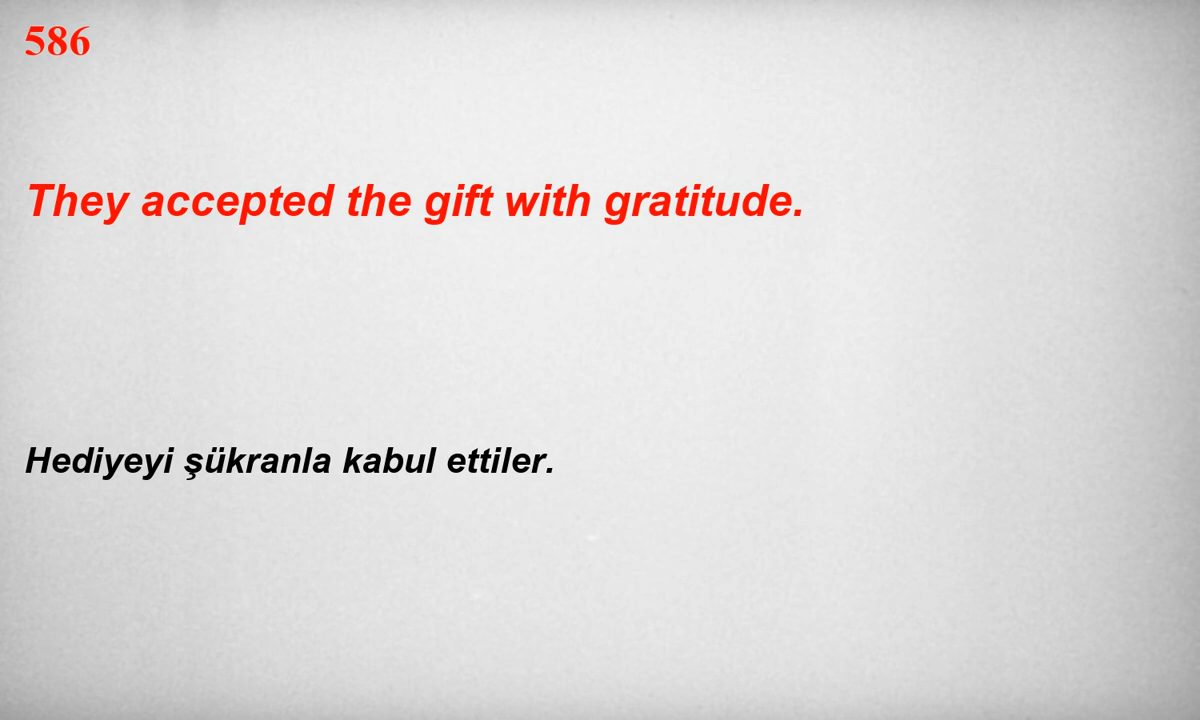 586
They accepted the gift with gratitude.
Hediyeyi şükranla kabul ettiler.